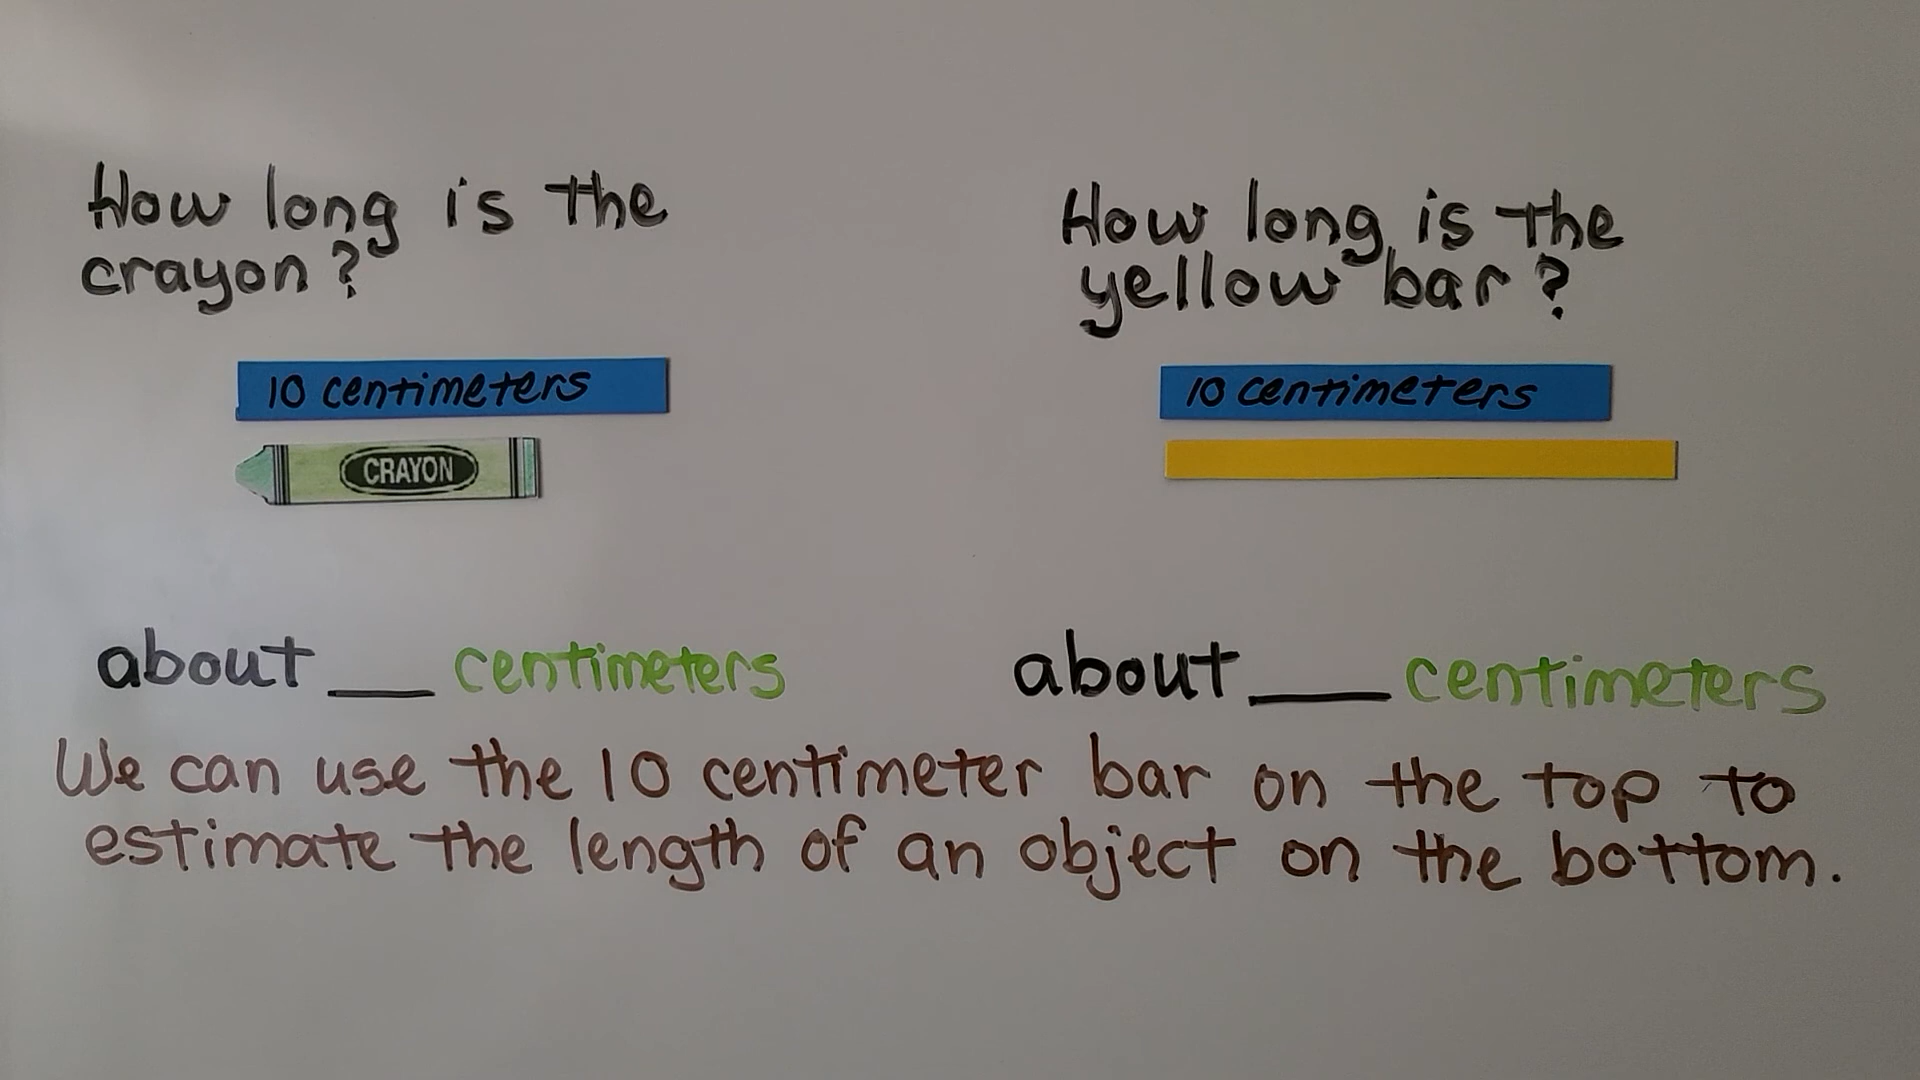 How long is the
crayon?
10 centimeters
CRAYON
about __ centimeters
How long is the
yellow bar?
10 centimeters
about __ centimeters
We can use the 10 centimeter bar on the top to
estimate the length of an object on the bottom.